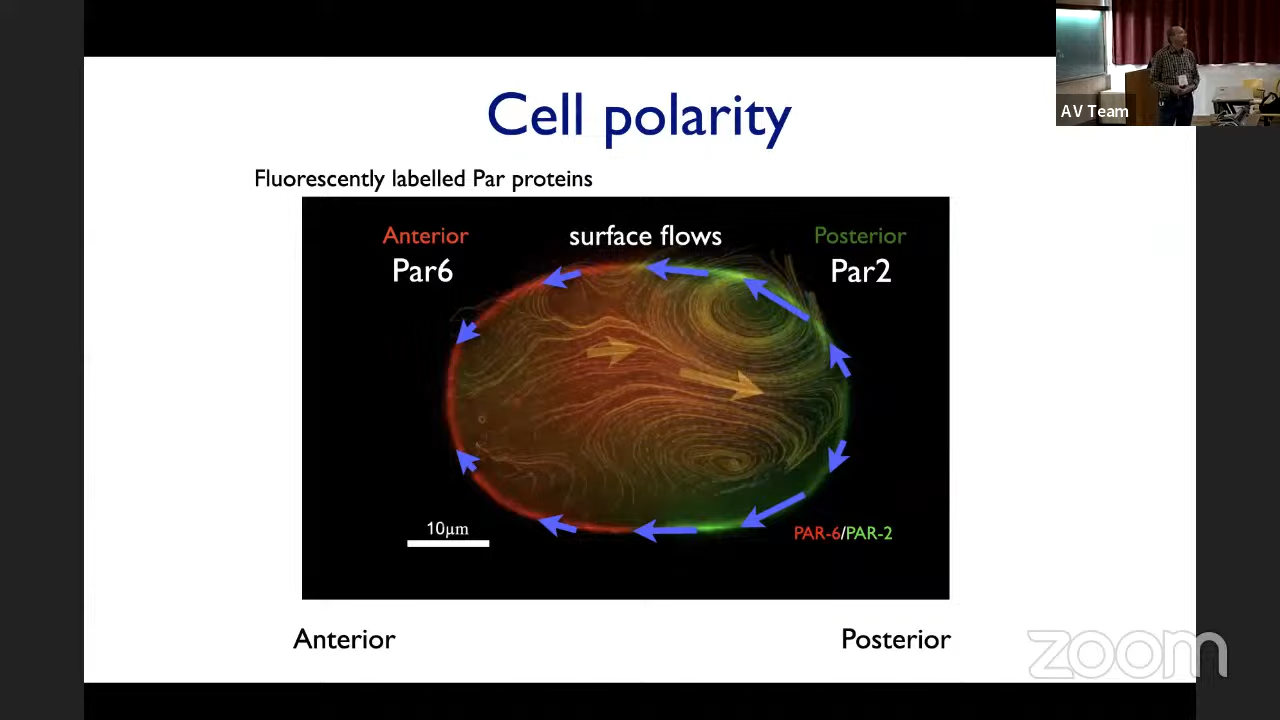 Cell polarity
AV Team
Fluorescently labelled Par proteins
Anterior
surface flows
Posterior
Par6
Par2
10μm
PAR-6/PAR-2
Anterior
Posterior
zoom